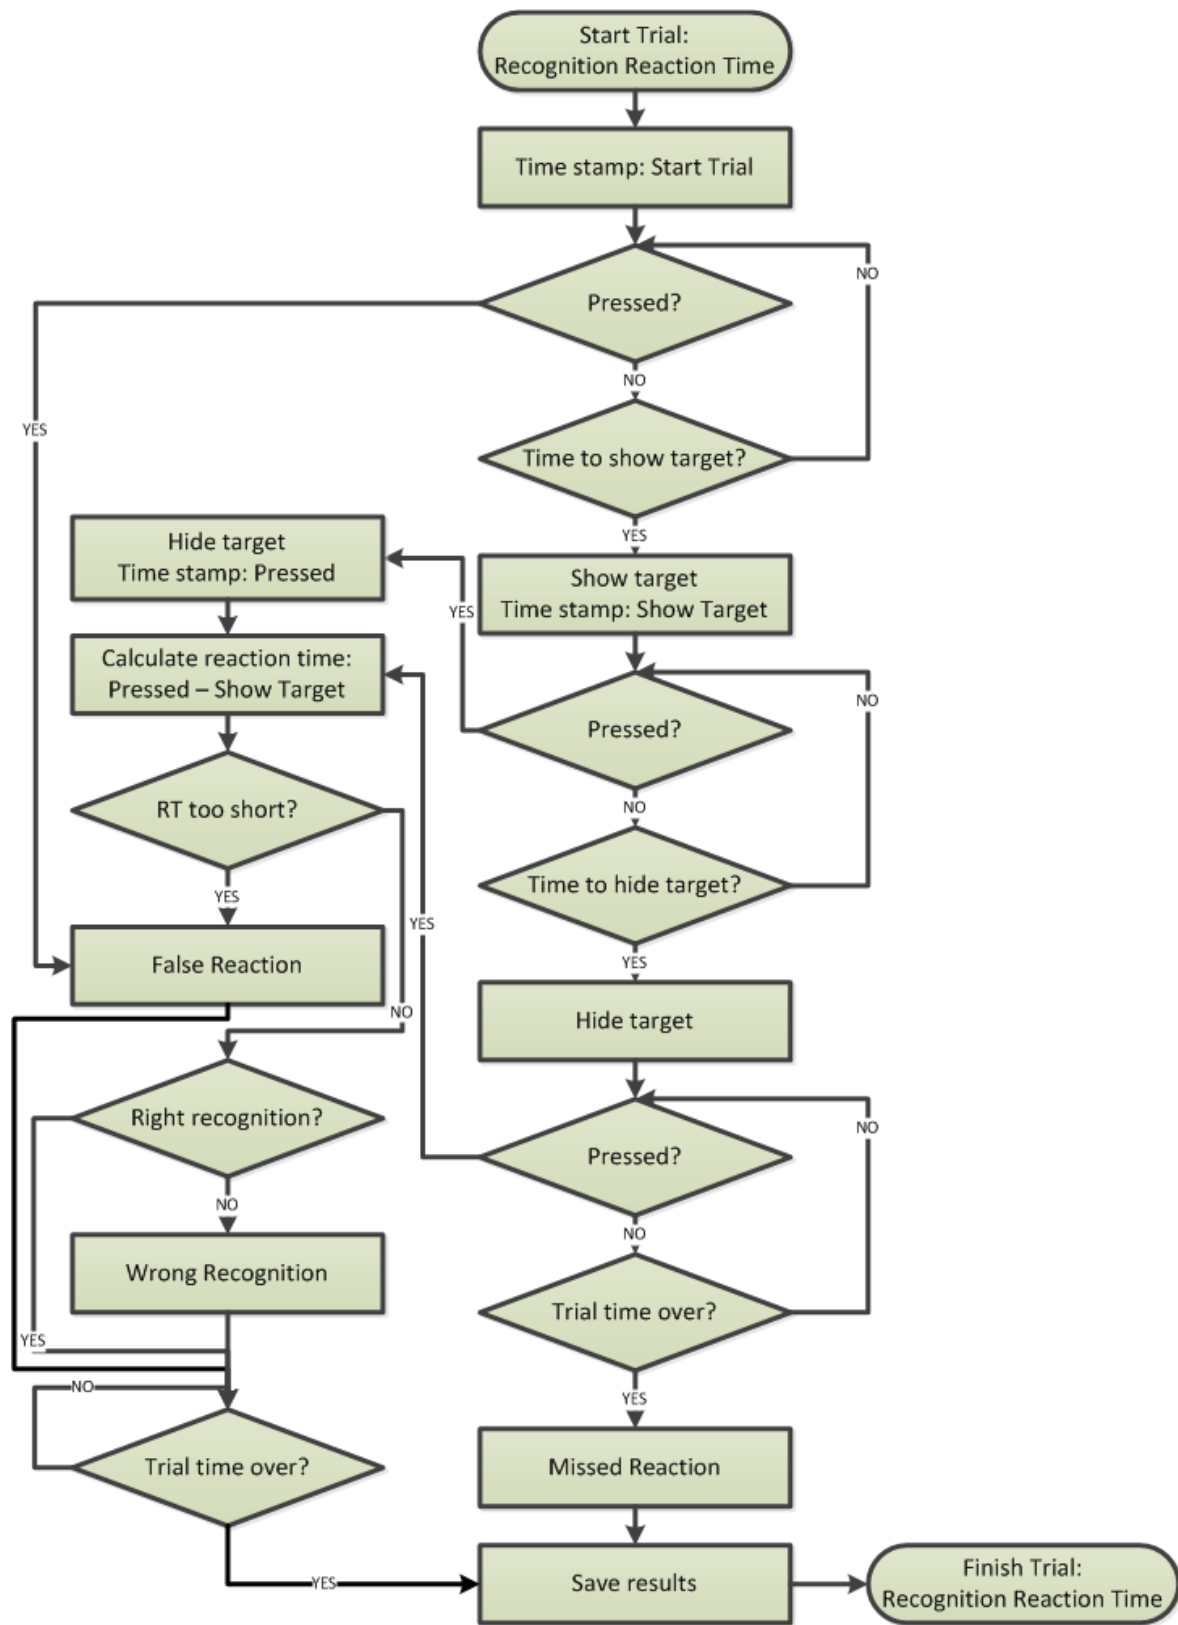 Start Trial:
Recognition Reaction Time
Time stamp: Start Trial
NO
Pressed?
NO
YES
Time to show target?
YES
Hide target
Time stamp: Pressed
Show target
Time stamp: Show Target
YES
Calculate reaction time:
Pressed – Show Target
NO
Pressed?
NO
RT too short?
Time to hide target?
YES
YES
YES
False Reaction
NO
Hide target
Right recognition?
NO
Pressed?
NO
NO
Wrong Recognition
Trial time over?
YES
NO
YES
Trial time over?
Missed Reaction
YES
Save results
Finish Trial:
Recognition Reaction Time